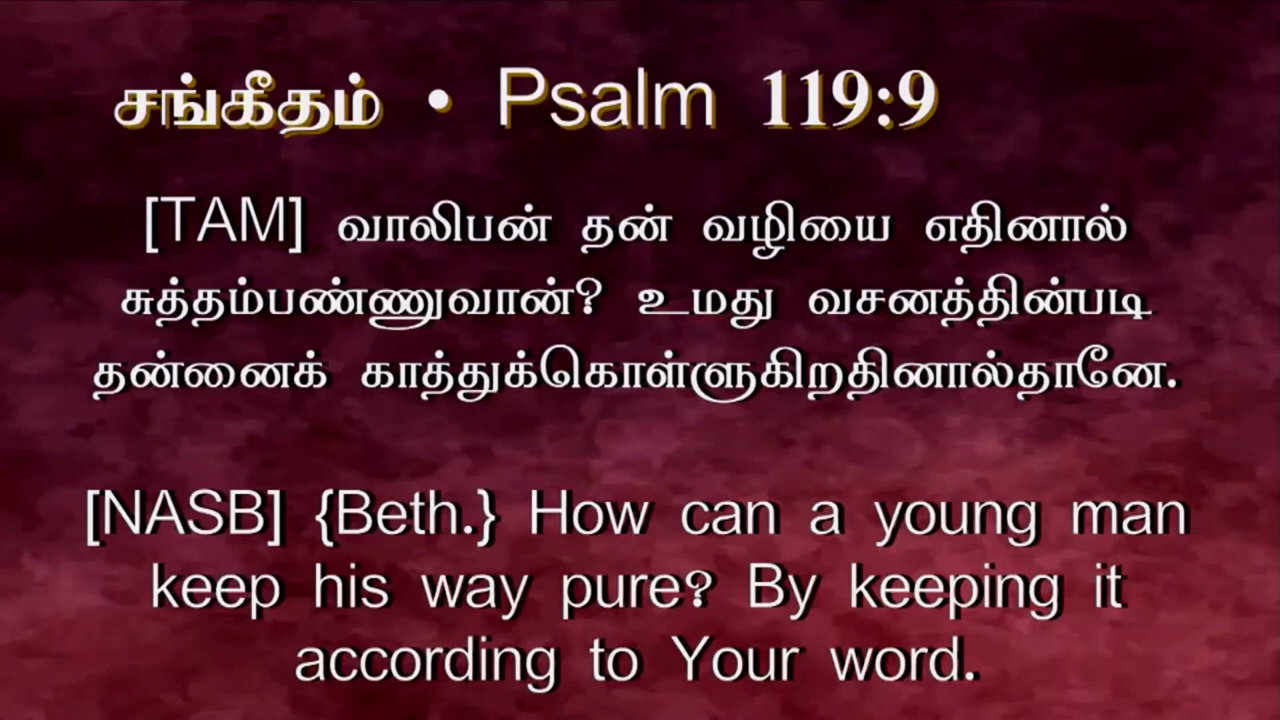 சங்கீதம் • Psalm 119:9
[TAM] வாலிபன் தன் வழியை எதினால்
சுத்தம்பண்ணுவான்? உமது வசனத்தின்படி
தன்னைக் காத்துக்கொள்ளுகிறதினால்தானே.
[NASB] {Beth.} How can a young man
keep his way pure? By keeping it
according to Your word.